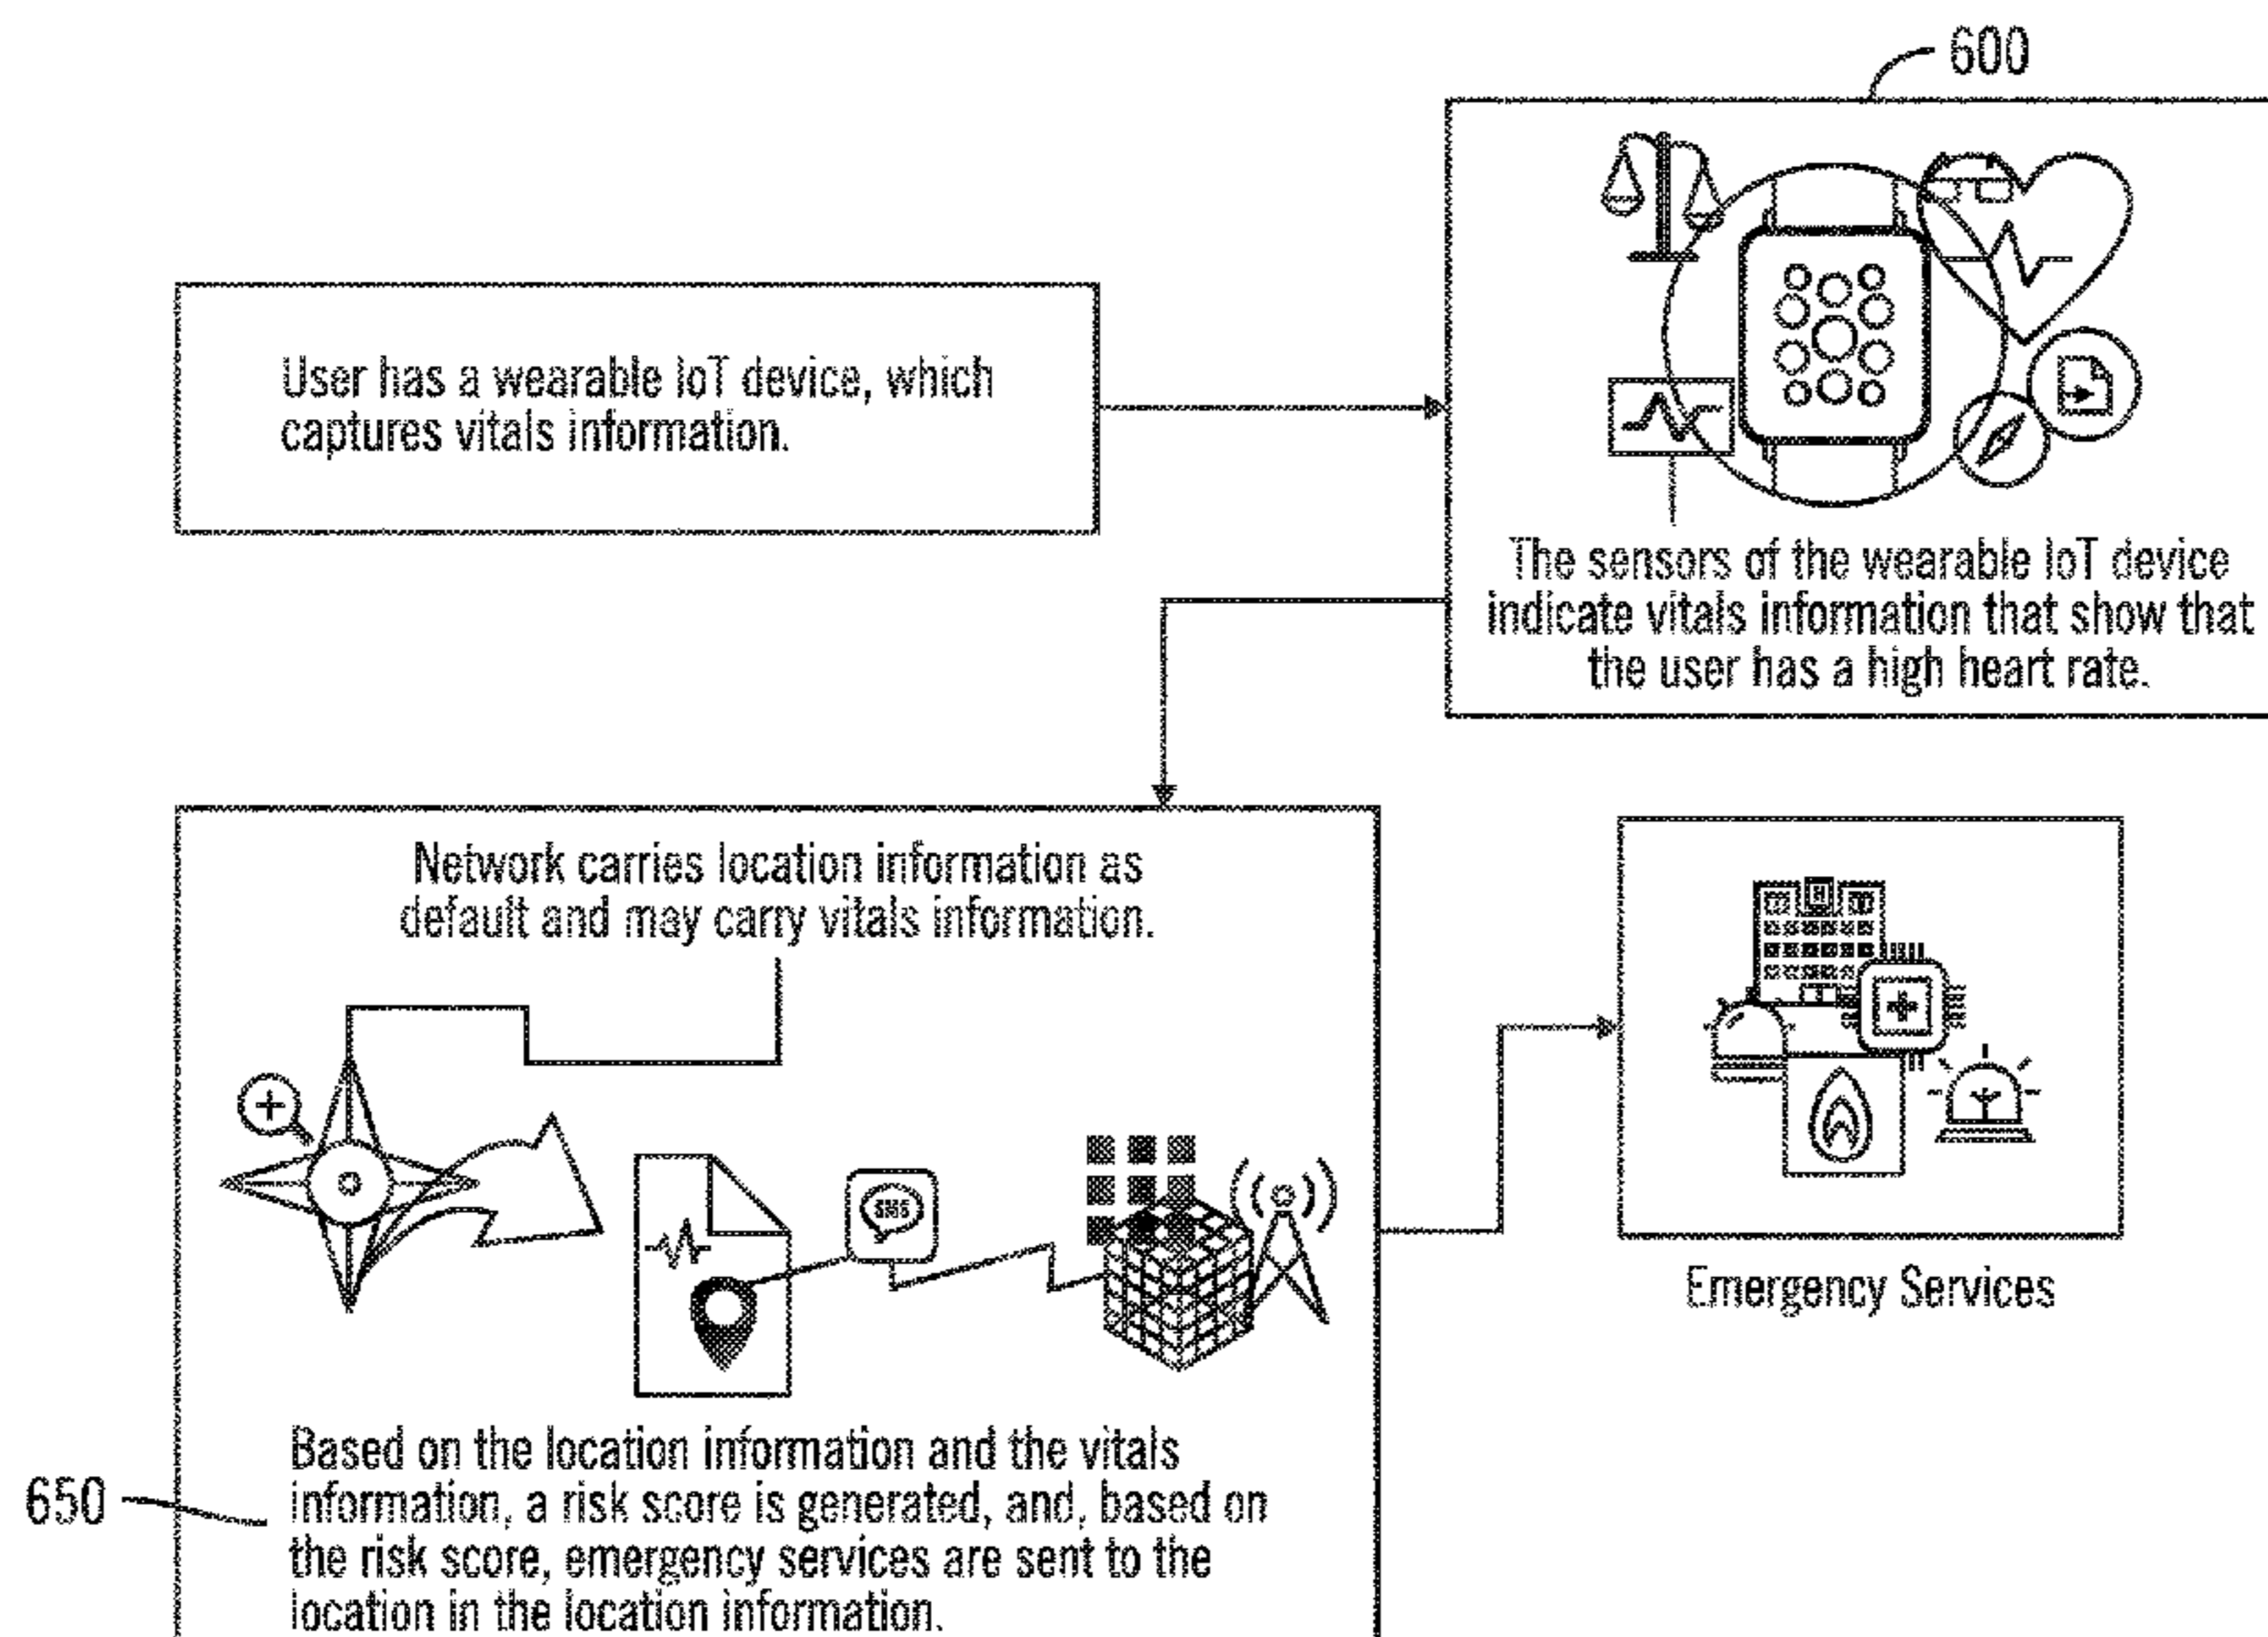 600
User has a wearable IoT device, which
captures vitals information.
The sensors of the wearable IoT device
indicate vitals information that show that
the user has a high heart rate.
Network carries location information as
default and may carry vitals information.
SMS
H
Emergency Services
650
Based on the location information and the vitals
information, a risk score is generated, and, based on
the risk score, emergency services are sent to the
location in the location information.